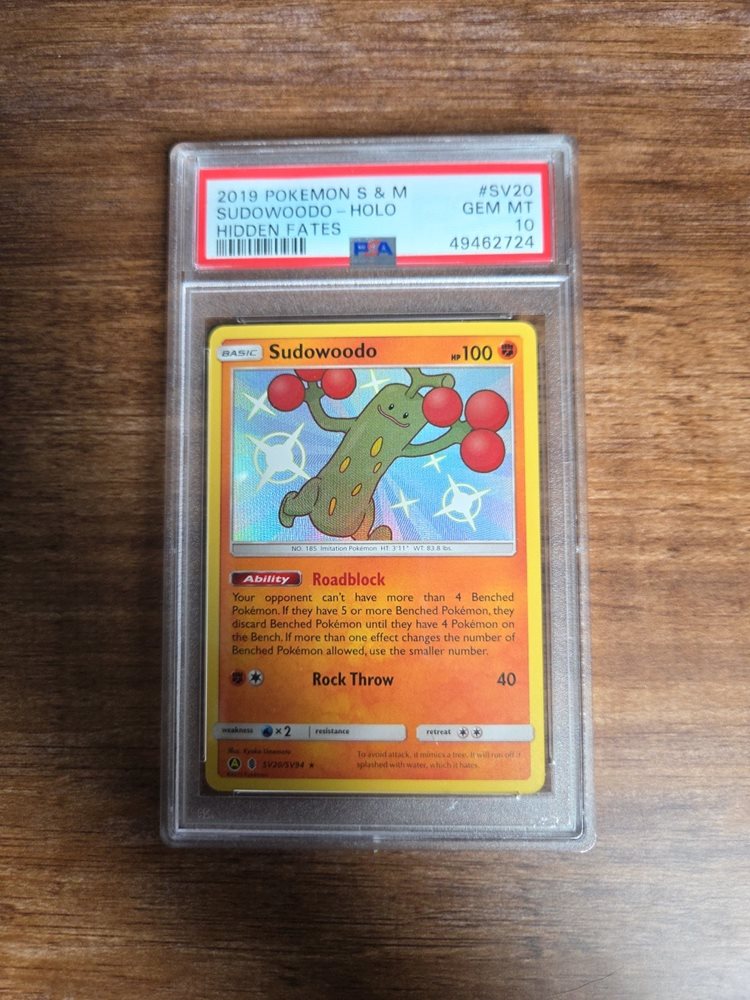 2019 POKEMON S & M #SV20
SUDOWOODO - HOLO GEM MT
HIDDEN FATES 10
PSA 49462724
BASIC Sudowoodo HP 100
NO. 185 Imitation Pokémon HT: 3'11" WT: 83.8 lbs.
Ability Roadblock
Your opponent can't have more than 4 Benched
Pokémon. If they have 5 or more Benched Pokémon, they
discard Benched Pokémon until they have 4 Pokémon on
the Bench. If more than one effect changes the number of
Benched Pokémon allowed, use the smaller number.
Rock Throw 40
weakness ×2 resistance retreat
Illus. Kyoko Umemoto To avoid attack, it mimics a tree. It will run off if
A SV20/SV94 splashed with water, which it hates.